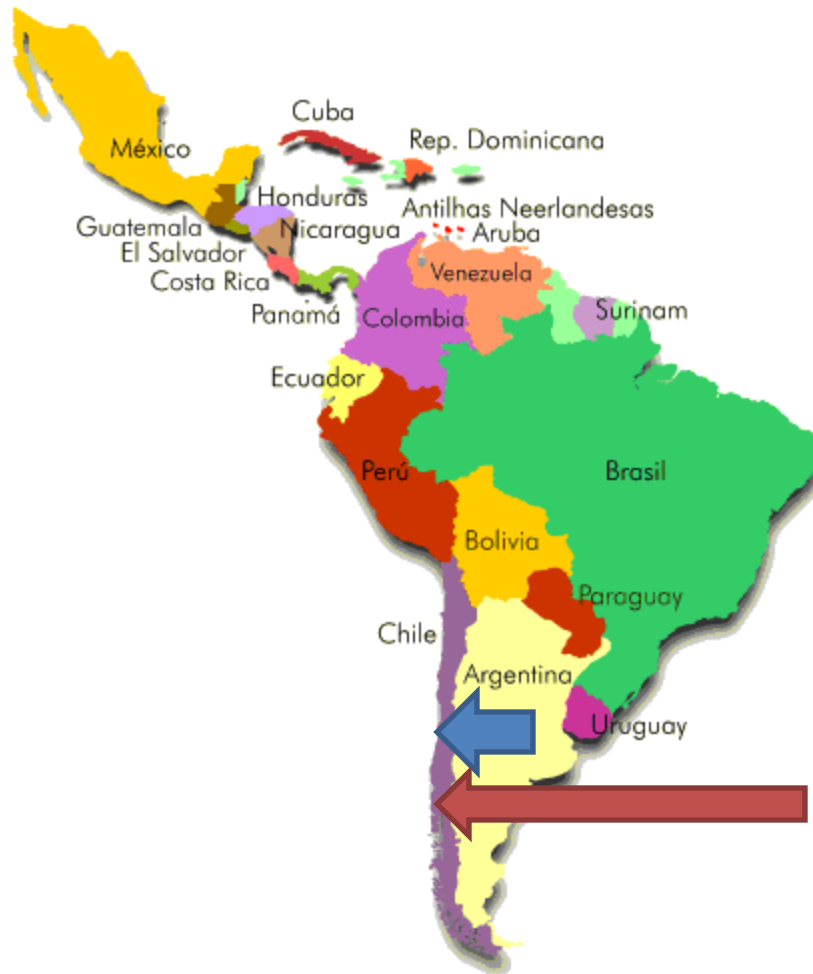 Cuba
Rep. Dominicana
México
Honduras
Antilhas Neerlandesas
Guatemala
Nicaragua
Aruba
El Salvador
Venezuela
Costa Rica
Panamá
Colombia
Surinam
Ecuador
Perú
Brasil
Bolivia
Paraguay
Chile
Argentina
Uruguay